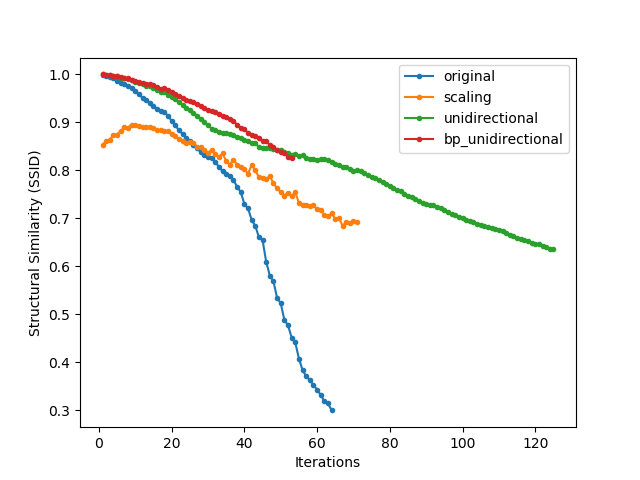 original
scaling
unidirectional
bp_unidirectional
Structural Similarity (SSID)
1.0
0.9
0.8
0.7
0.6
0.5
0.4
0.3
0 20 40 60 80 100 120
Iterations